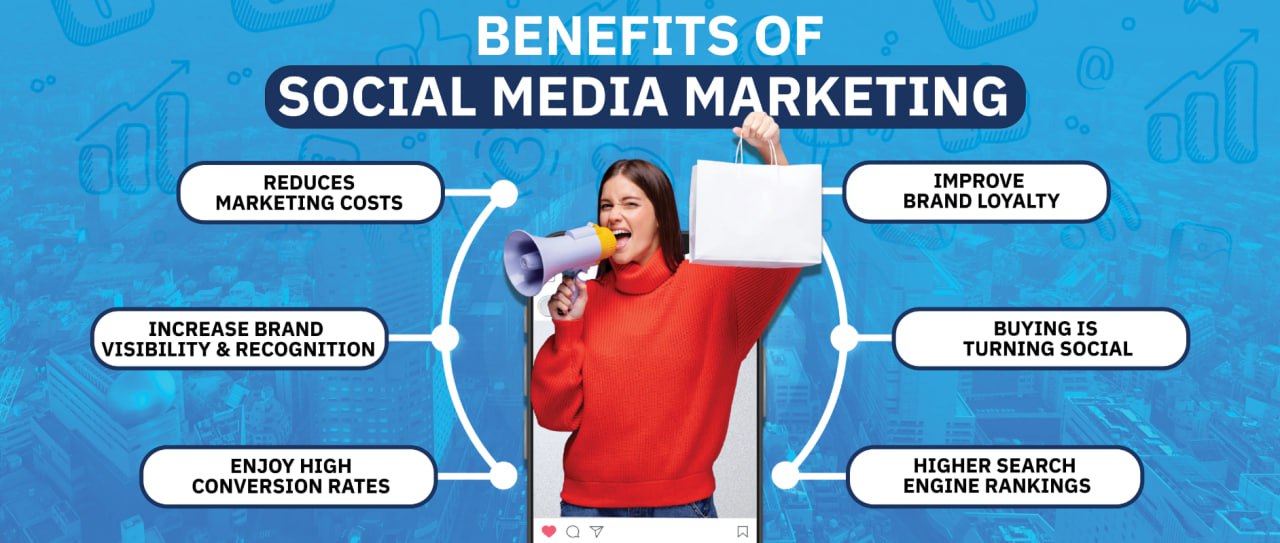 BENEFITS OF
SOCIAL MEDIA MARKETING
REDUCES
MARKETING COSTS
INCREASE BRAND
VISIBILITY & RECOGNITION
ENJOY HIGH
CONVERSION RATES
IMPROVE
BRAND LOYALTY
BUYING IS
TURNING SOCIAL
HIGHER SEARCH
ENGINE RANKINGS